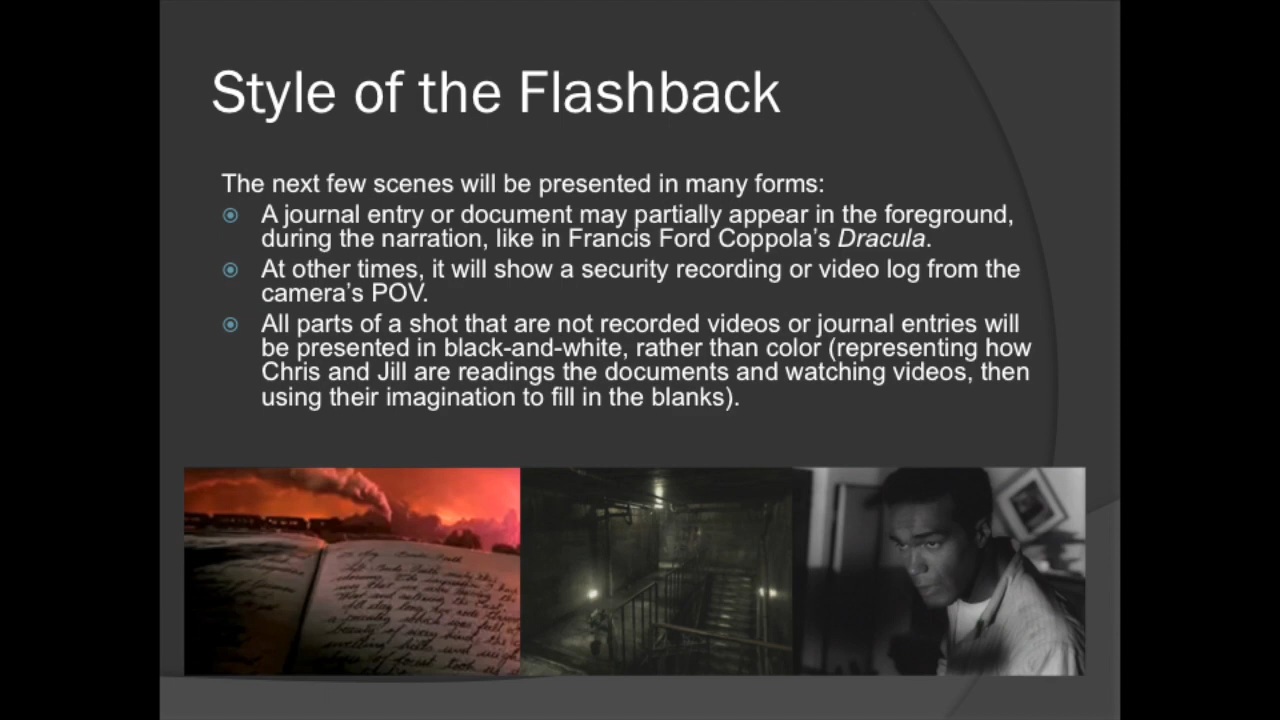 Style of the Flashback
The next few scenes will be presented in many forms:
A journal entry or document may partially appear in the foreground,
during the narration, like in Francis Ford Coppola’s Dracula.
At other times, it will show a security recording or video log from the
camera’s POV.
All parts of a shot that are not recorded videos or journal entries will
be presented in black-and-white, rather than color (representing how
Chris and Jill are readings the documents and watching videos, then
using their imagination to fill in the blanks).